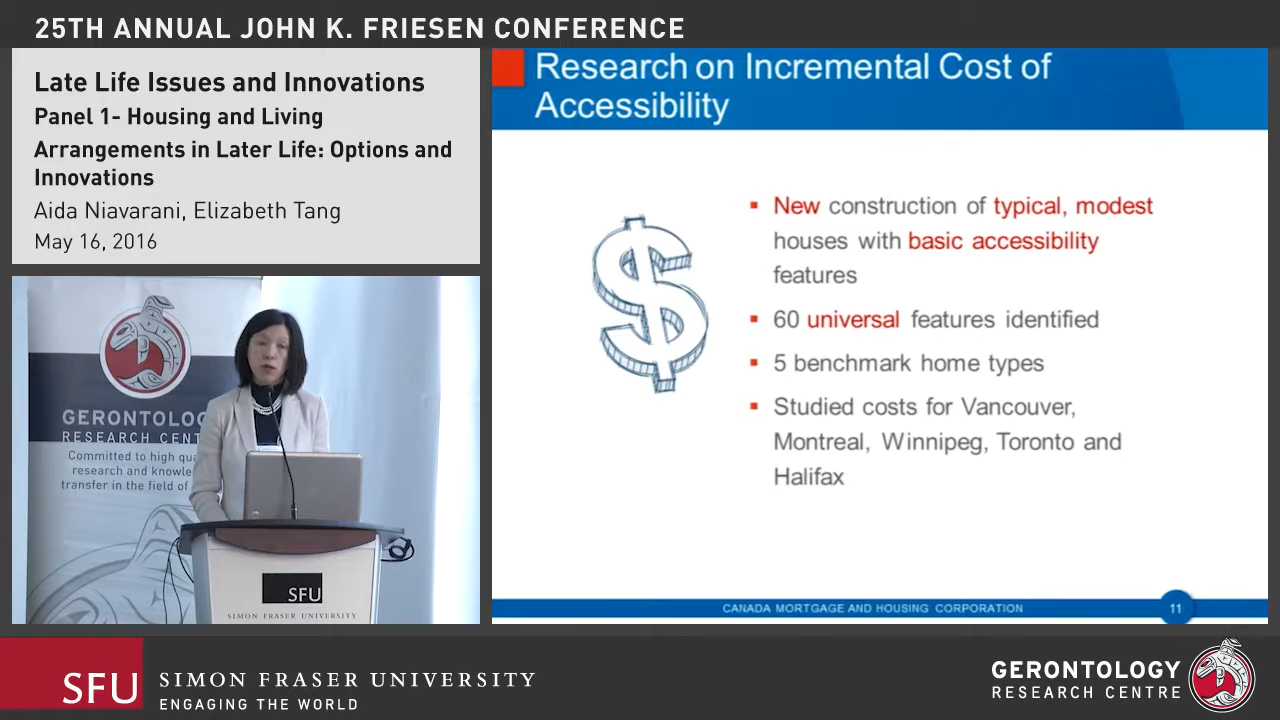 25TH ANNUAL JOHN K. FRIESEN CONFERENCE
Late Life Issues and Innovations
Panel 1- Housing and Living
Arrangements in Later Life: Options and
Innovations
Aida Niavarani, Elizabeth Tang
May 16, 2016
GERONTOLOG
RESEARCH CENT
Committed to high qua
research and knowle
transfer in the field of
SFU
SIMON FRASER UNIVERSITY
Research on Incremental Cost of
Accessibility
▪ New construction of typical, modest
houses with basic accessibility
features
▪ 60 universal features identified
▪ 5 benchmark home types
▪ Studied costs for Vancouver,
Montreal, Winnipeg, Toronto and
Halifax
CANADA MORTGAGE AND HOUSING CORPORATION
11
SFU
SIMON FRASER UNIVERSITY
ENGAGING THE WORLD
GERONTOLOGY
RESEARCH CENTRE